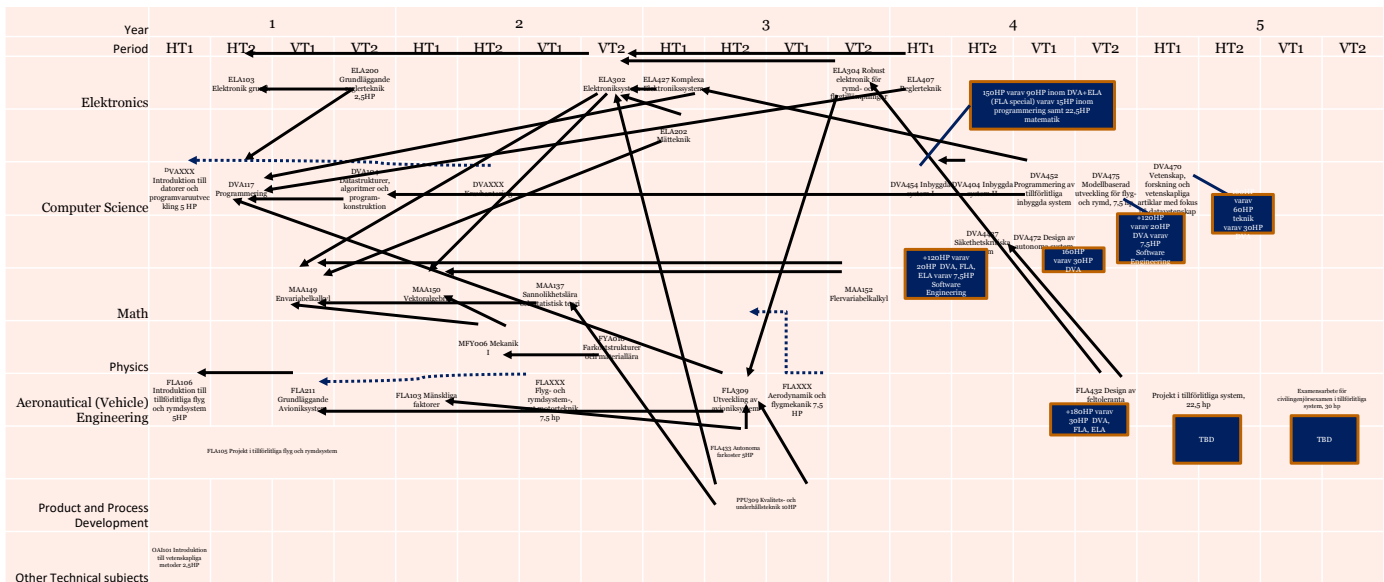 Year
1
2
3
4
5
Period
HT1
HT2
VT1
VT2
HT1
HT2
VT1
VT2
HT1
HT2
VT1
VT2
HT1
HT2
VT1
VT2
HT1
HT2
VT1
VT2
Elektronics
ELA103
Elektronik
ELA200
Grundläggande
2,5HP
ELA302
ELA427 Komplexa
ELA304 Robust
elektronik för
rymd- och
ELA407
150HP varav 90HP inom DVA+ELA
(FLA special) varav 15HP inom
programmering samt 22,5HP
matematik
ELA202
Mätteknik
Computer Science
DVAXXX
Introduktion till
datorer och
programvaruutvec
kling 5 HP
DVA117
Programmering
Datastrukturer,
algoritmer och
program-
konstruktion
DVAXXX
DVA454 Inbyggda
DVA404 Inbyggda
DVA452
Programmering av
tillförlitliga
inbyggda system
DVA475
Modellbaserad
utveckling för flyg-
och rymd, 7,5
DVA470
Vetenskap,
forskning och
vetenskapliga
artiklar med fokus
varav
60HP
teknik
varav 30HP
+120HP
varav 20HP
DVA varav
7,5HP
Software
Engineering
DVA472 Design av
160HP
varav 30HP
DVA
+120HP varav
20HP DVA, FLA,
ELA varav 7,5HP
Software
Engineering
Math
MAA149
Envariabelkalkyl
MAA150
Vektoralgebra
MAA137
Sannolikhetslära
MAA152
Flervariabelkalkyl
Physics
MFY006 Mekanik
I
Aeronautical (Vehicle)
Engineering
FLA106
Introduktion till
tillförlitliga flyg
och rymdsystem
5HP
FLA211
Grundläggande
Avioniksystem
FLA103 Mänskliga
faktorer
FLAXXX
Flyg- och
rymdsystem-,
7,5 hp
FLA309
Utveckling av
FLAXXX
Aerodynamik och
flygmekanik 7,5
HP
FLA432 Design av
feltoleranta
+180HP varav
30HP DVA,
FLA, ELA
Projekt i tillförlitliga system,
22,5 hp
TBD
Examensarbete för
civilingenjörsexamen i tillförlitliga
system, 30 hp
TBD
FLA105 Projekt i tillförlitliga flyg och rymdsystem
FLA433 Autonoma
farkoster 5HP
Product and Process
Development
PPU309 Kvalitets- och
underhållsteknik 10HP
Other Technical subjects
OAI101 Introduktion
till vetenskapliga
metoder 2,5HP